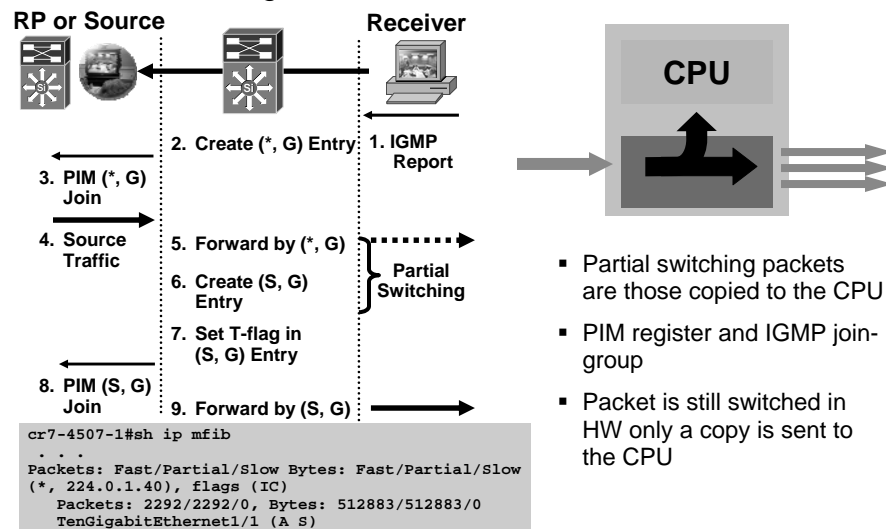 RP or Source
Receiver
Si
Si
1. IGMP
Report
2. Create (*, G) Entry
3. PIM (*, G)
Join
4. Source
Traffic
5. Forward by (*, G)
Partial
Switching
6. Create (S, G)
Entry
7. Set T-flag in
(S, G) Entry
8. PIM (S, G)
Join
9. Forward by (S, G)
cr7-4507-1#sh ip mfib
. . .
Packets: Fast/Partial/Slow Bytes: Fast/Partial/Slow
(*, 224.0.1.40), flags (IC)
Packets: 2292/2292/0, Bytes: 512883/512883/0
TenGigabitEthernet1/1 (A S)
CPU
▪ Partial switching packets
are those copied to the CPU
▪ PIM register and IGMP join-
group
▪ Packet is still switched in
HW only a copy is sent to
the CPU